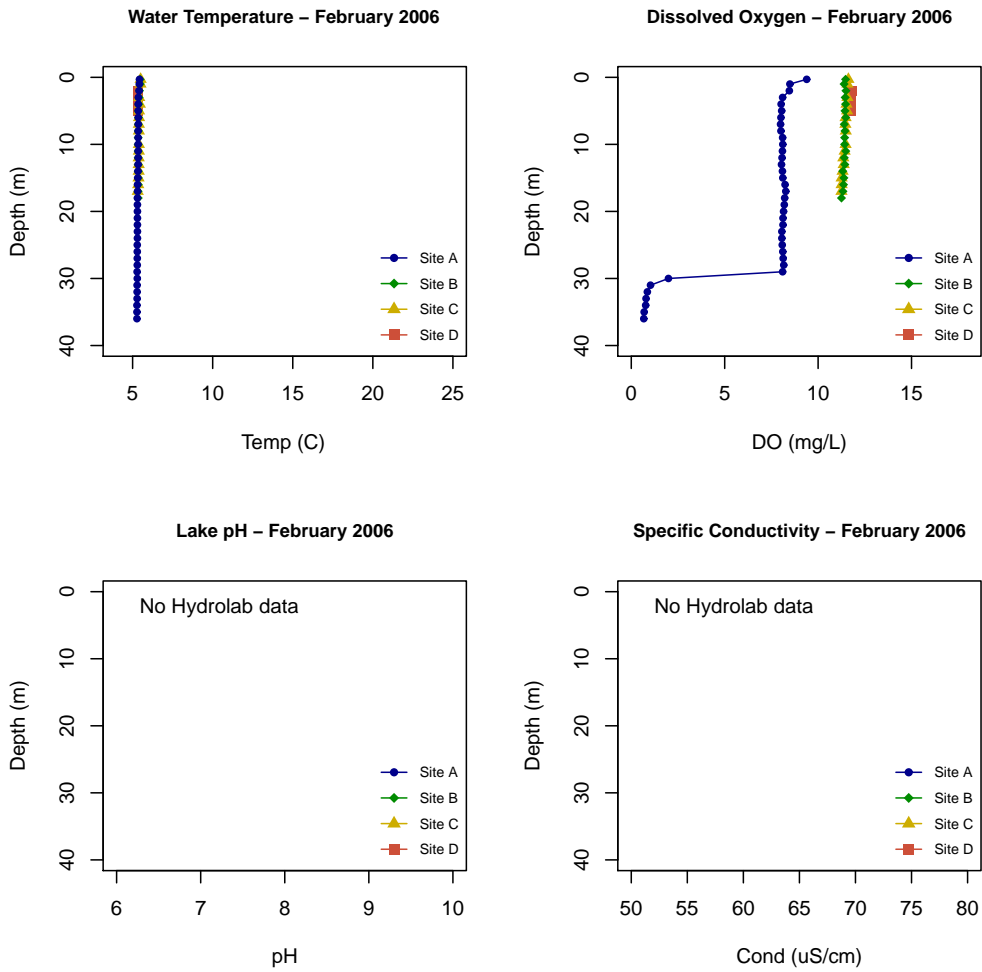 Water Temperature – February 2006
0
10
20
30
40
Depth (m)
5
10
15
20
25
Temp (C)
Site A
Site B
Site C
Site D
Dissolved Oxygen – February 2006
0
10
20
30
40
Depth (m)
0
5
10
15
DO (mg/L)
Site A
Site B
Site C
Site D
Lake pH – February 2006
No Hydrolab data
0
10
20
30
40
Depth (m)
6
7
8
9
10
pH
Site A
Site B
Site C
Site D
Specific Conductivity – February 2006
No Hydrolab data
0
10
20
30
40
Depth (m)
50
55
60
65
70
75
80
Cond (uS/cm)
Site A
Site B
Site C
Site D